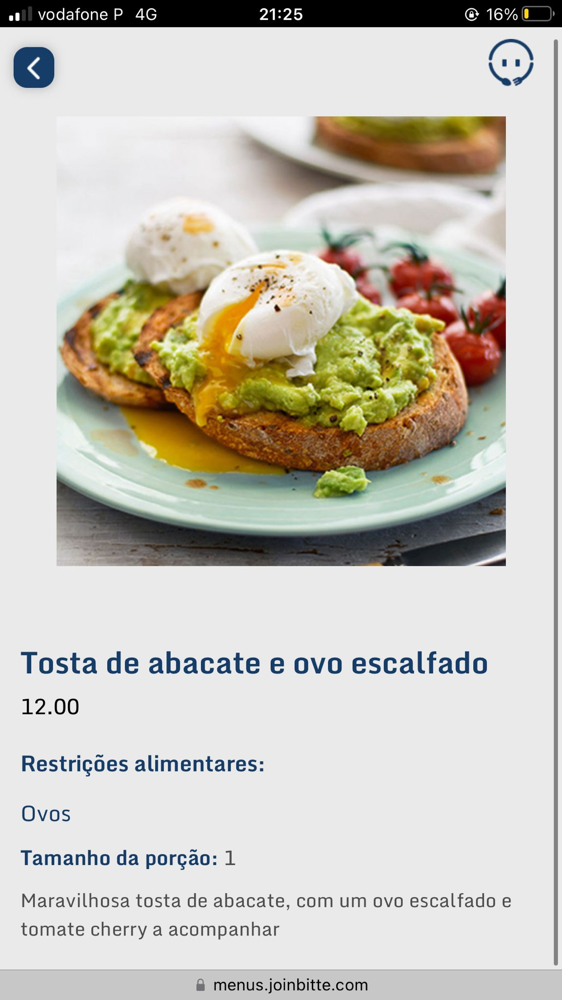 vodafone P 4G 21:25 16%
Tosta de abacate e ovo escalfado
12.00
Restrições alimentares:
Ovos
Tamanho da porção: 1
Maravilhosa tosta de abacate, com um ovo escalfado e
tomate cherry a acompanhar
menus.joinbitte.com